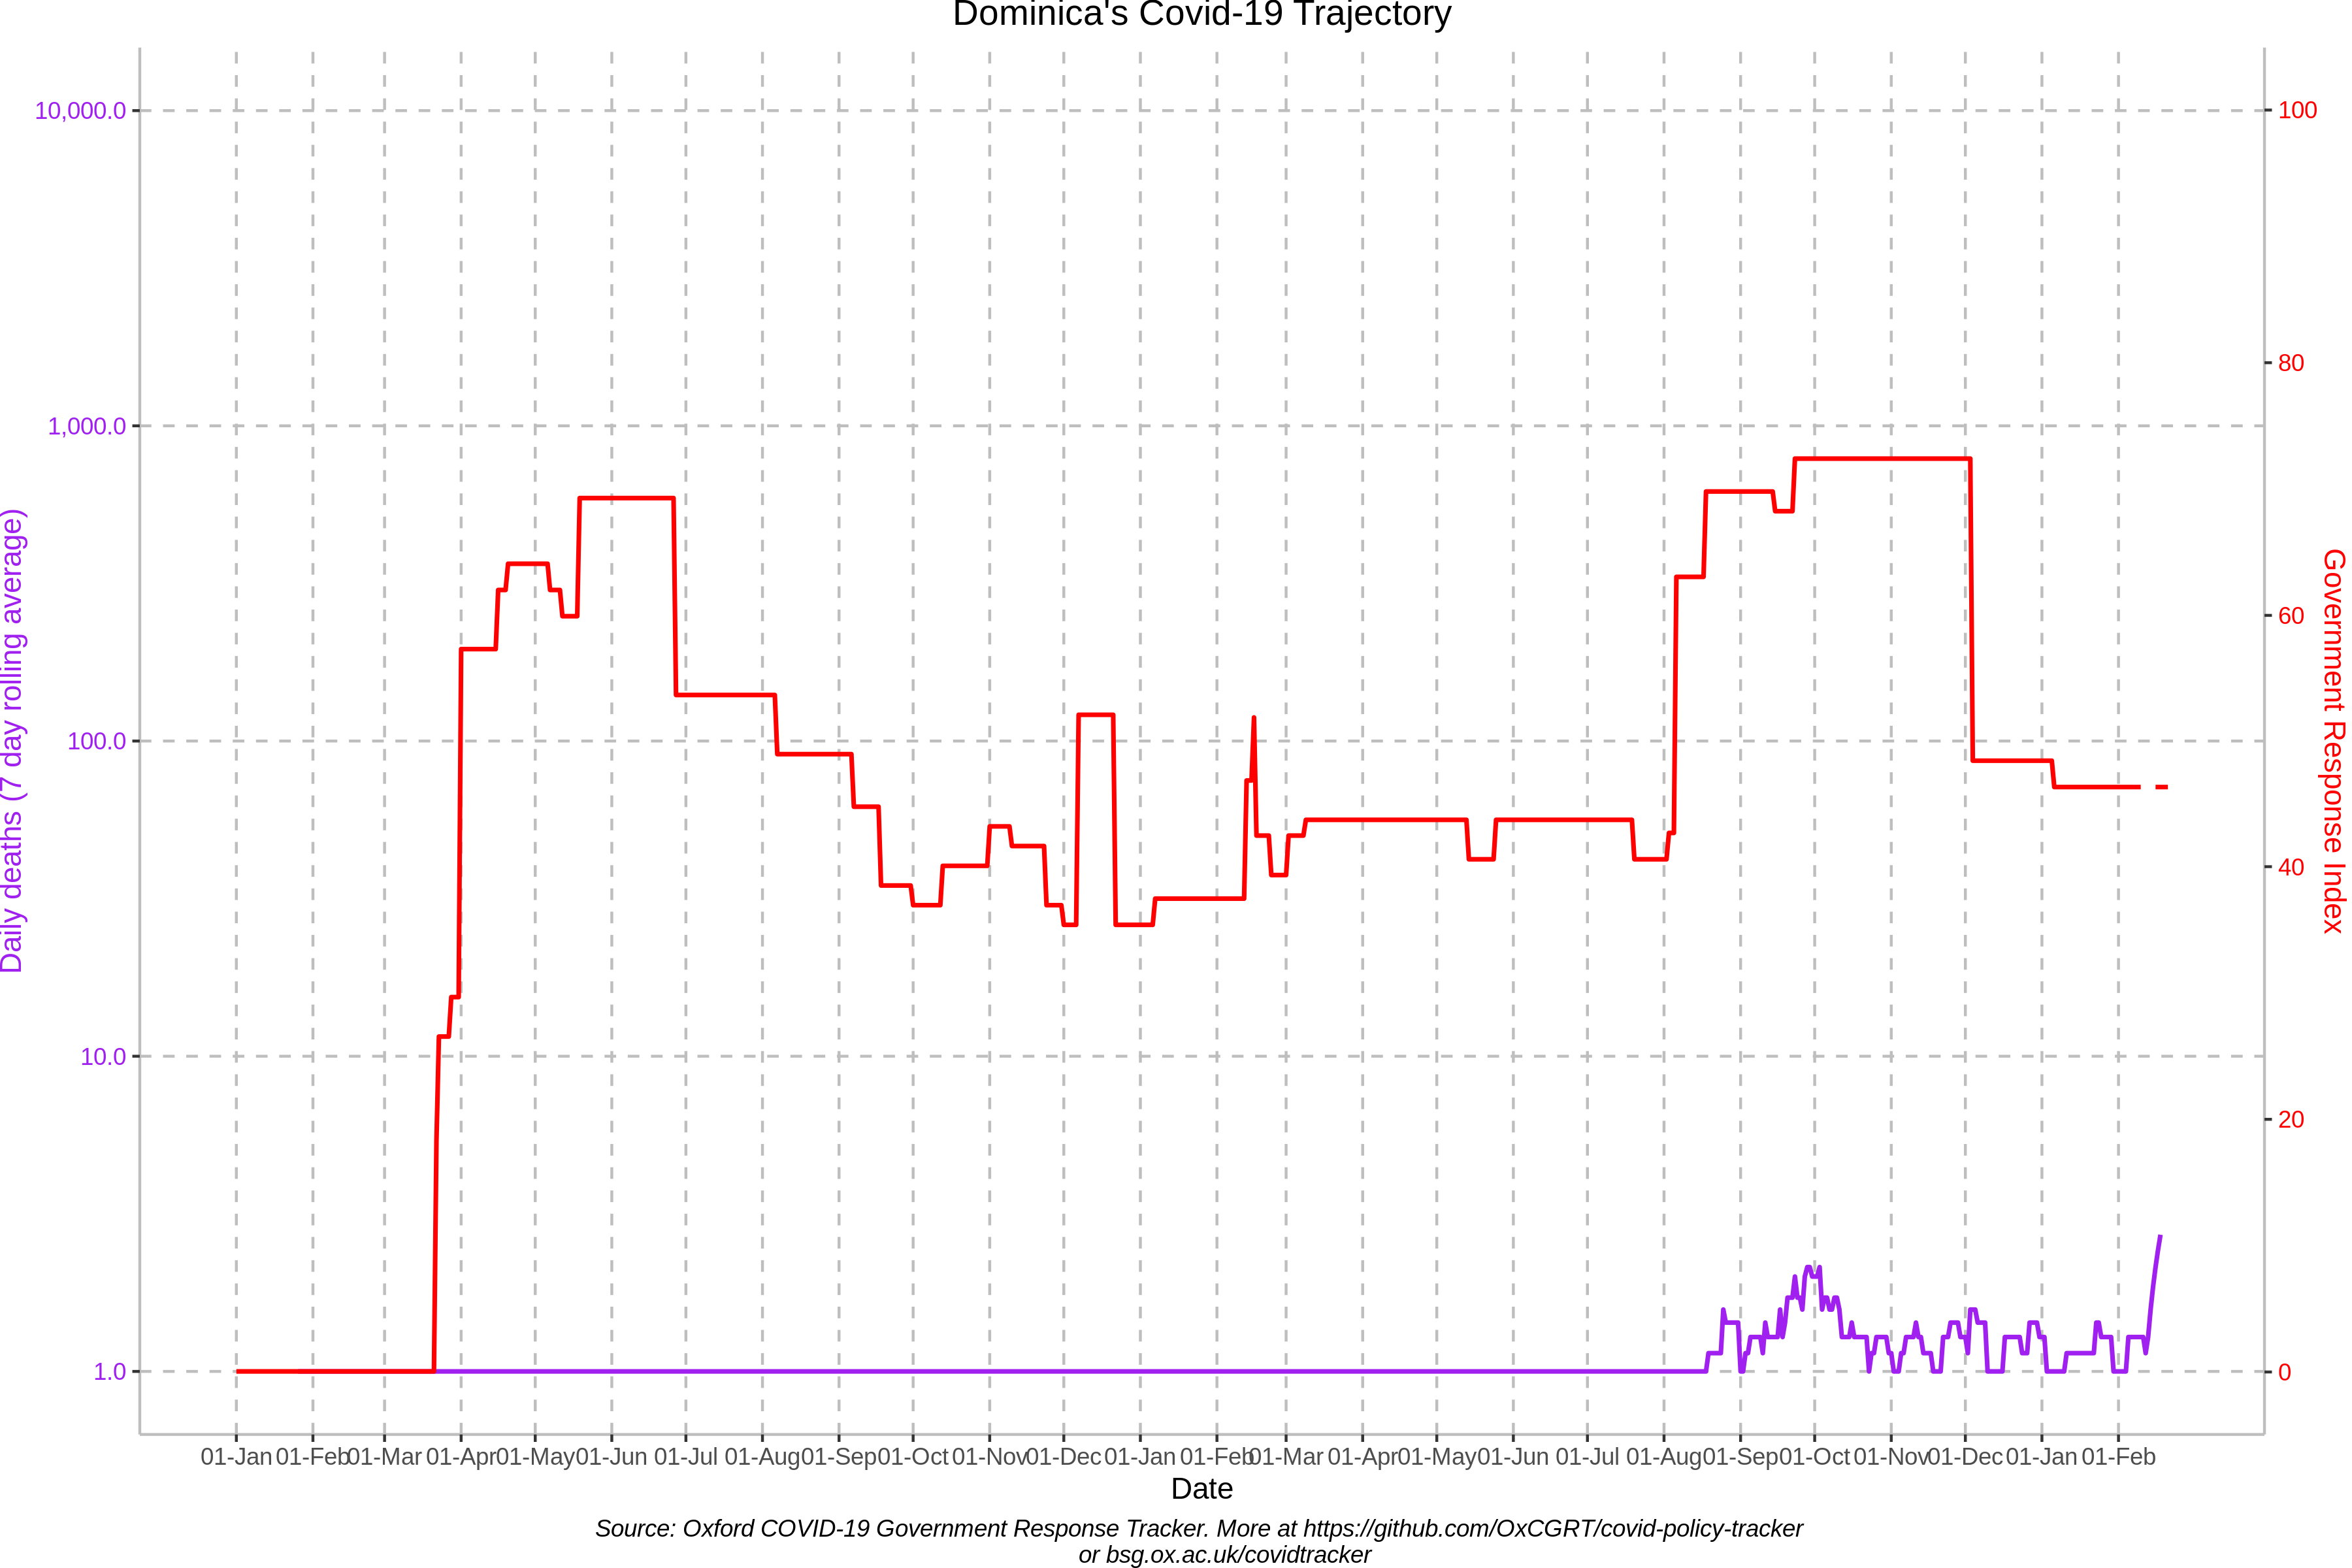 Dominica's Covid-19 Trajectory
10,000.0
1,000.0
100.0
10.0
1.0
Daily deaths (7 day rolling average)
100
80
60
40
20
0
Government Response Index
01-Jan 01-Feb 01-Mar 01-Apr 01-May 01-Jun 01-Jul 01-Aug 01-Sep 01-Oct 01-Nov 01-Dec 01-Jan 01-Feb 01-Mar 01-Apr 01-May 01-Jun 01-Jul 01-Aug 01-Sep 01-Oct 01-Nov 01-Dec 01-Jan 01-Feb
Date
Source: Oxford COVID-19 Government Response Tracker. More at https://github.com/OxCGRT/covid-policy-tracker
or bsg.ox.ac.uk/covidtracker